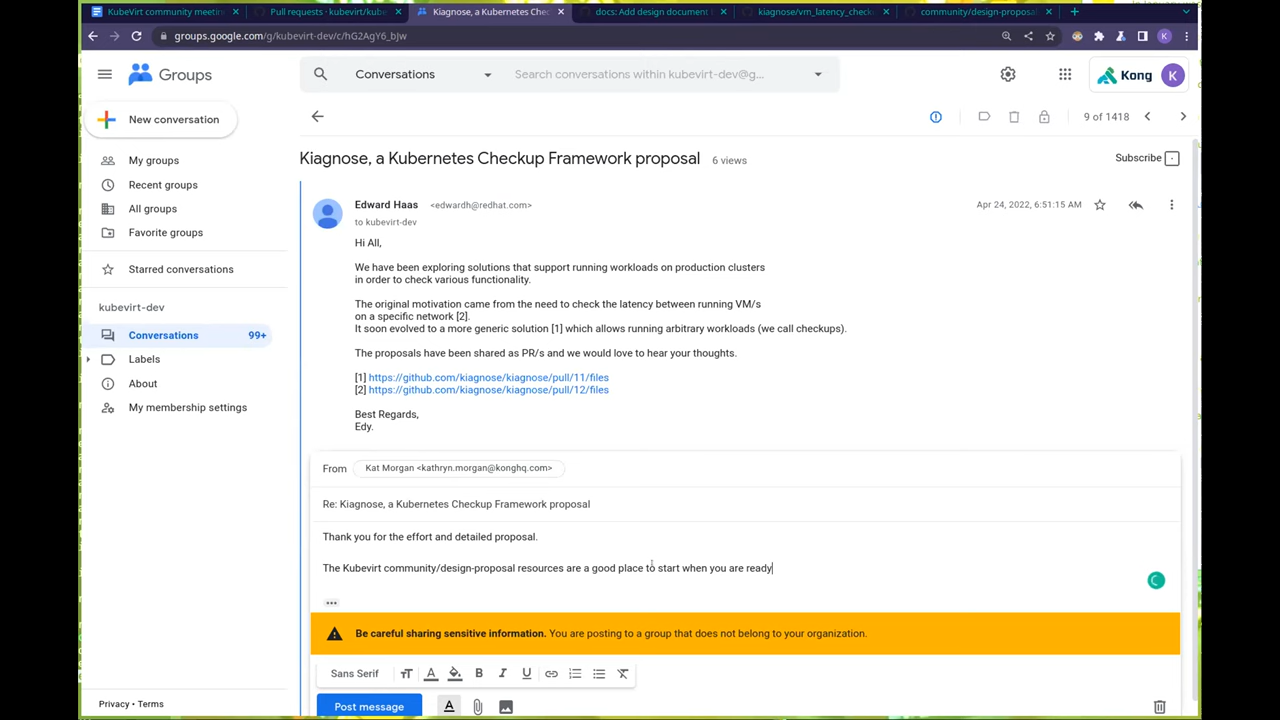 KubeVirt community meetin
Pull requests · kubevirt/kube
Kiagnose, a Kubernetes Chec
docs: Add design document f
kiagnose/vm_latency_check
community/design-proposal
groups.google.com/g/kubevirt-dev/c/hG2AgY6_bJw
K
Groups
Conversations
Search conversations within kubevirt-dev@g...
Kong
K
New conversation
9 of 1418
My groups
Recent groups
All groups
Favorite groups
Starred conversations
kubevirt-dev
Conversations 99+
Labels
About
My membership settings
Privacy • Terms
Kiagnose, a Kubernetes Checkup Framework proposal 6 views
Subscribe
Edward Haas <edwardh@redhat.com>
Apr 24, 2022, 6:51:15 AM
to kubevirt-dev
Hi All,
We have been exploring solutions that support running workloads on production clusters
in order to check various functionality.
The original motivation came from the need to check the latency between running VM/s
on a specific network [2].
It soon evolved to a more generic solution [1] which allows running arbitrary workloads (we call checkups).
The proposals have been shared as PR/s and we would love to hear your thoughts.
[1] https://github.com/kiagnose/kiagnose/pull/11/files
[2] https://github.com/kiagnose/kiagnose/pull/12/files
Best Regards,
Edy.
From Kat Morgan <kathryn.morgan@konghq.com>
Re: Kiagnose, a Kubernetes Checkup Framework proposal
Thank you for the effort and detailed proposal.
The Kubevirt community/design-proposal resources are a good place to start when you are ready
Be careful sharing sensitive information. You are posting to a group that does not belong to your organization.
Sans Serif
Post message